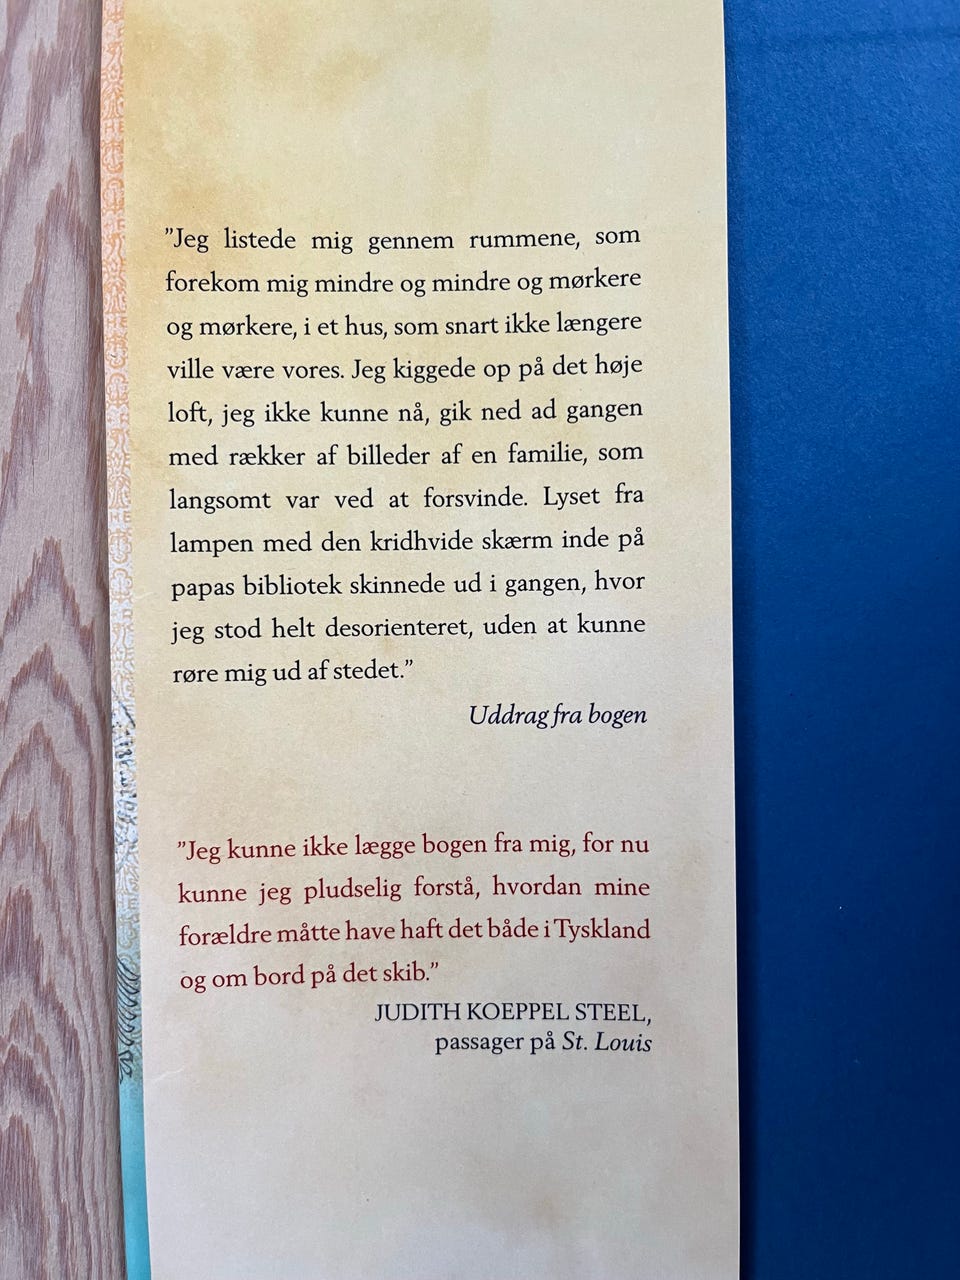 ”Jeg listede mig gennem rummene, som
forekom mig mindre og mindre og mørkere
og mørkere, i et hus, som snart ikke længere
ville være vores. Jeg kiggede op på det høje
loft, jeg ikke kunne nå, gik ned ad gangen
med rækker af billeder af en familie, som
langsomt var ved at forsvinde. Lyset fra
lampen med den kridhvide skærm inde på
papas bibliotek skinnede ud i gangen, hvor
jeg stod helt desorienteret, uden at kunne
røre mig ud af stedet.”
Uddrag fra bogen
”Jeg kunne ikke lægge bogen fra mig, for nu
kunne jeg pludselig forstå, hvordan mine
forældre måtte have haft det både i Tyskland
og om bord på det skib.”
JUDITH KOEPPEL STEEL,
passager på St. Louis